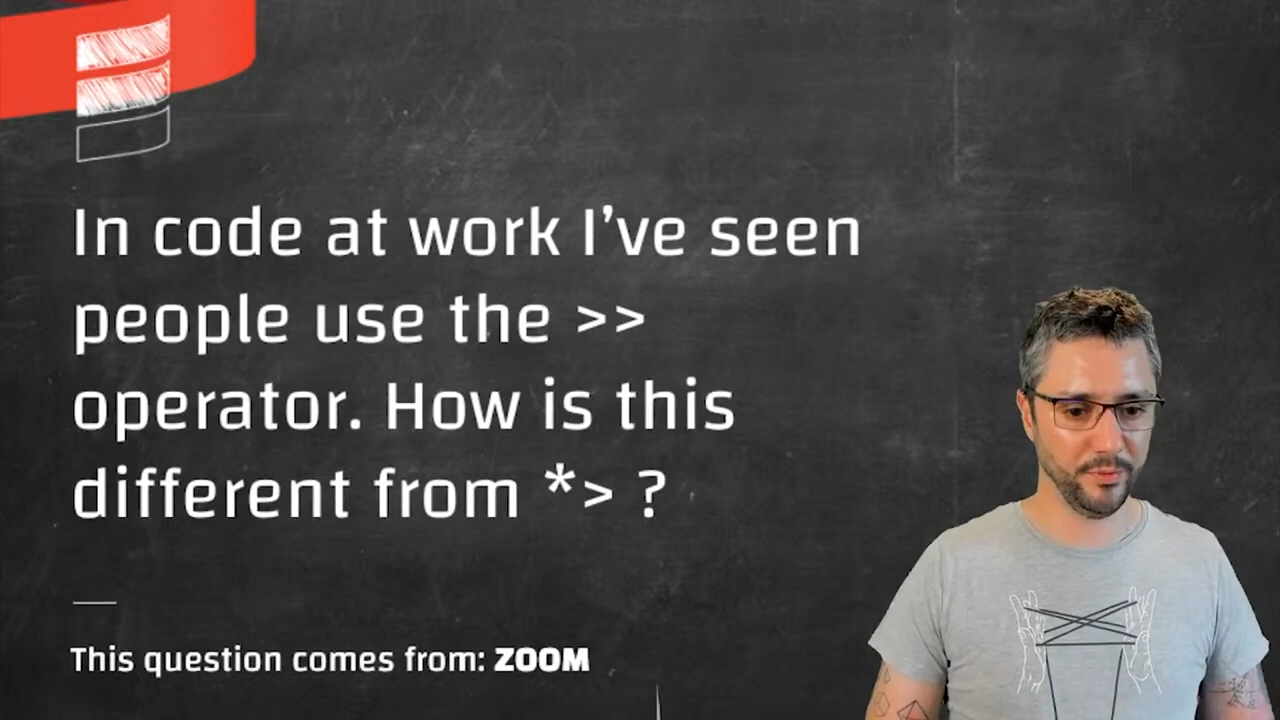 In code at work I’ve seen
people use the >>
operator. How is this
different from *> ?
This question comes from: ZOOM